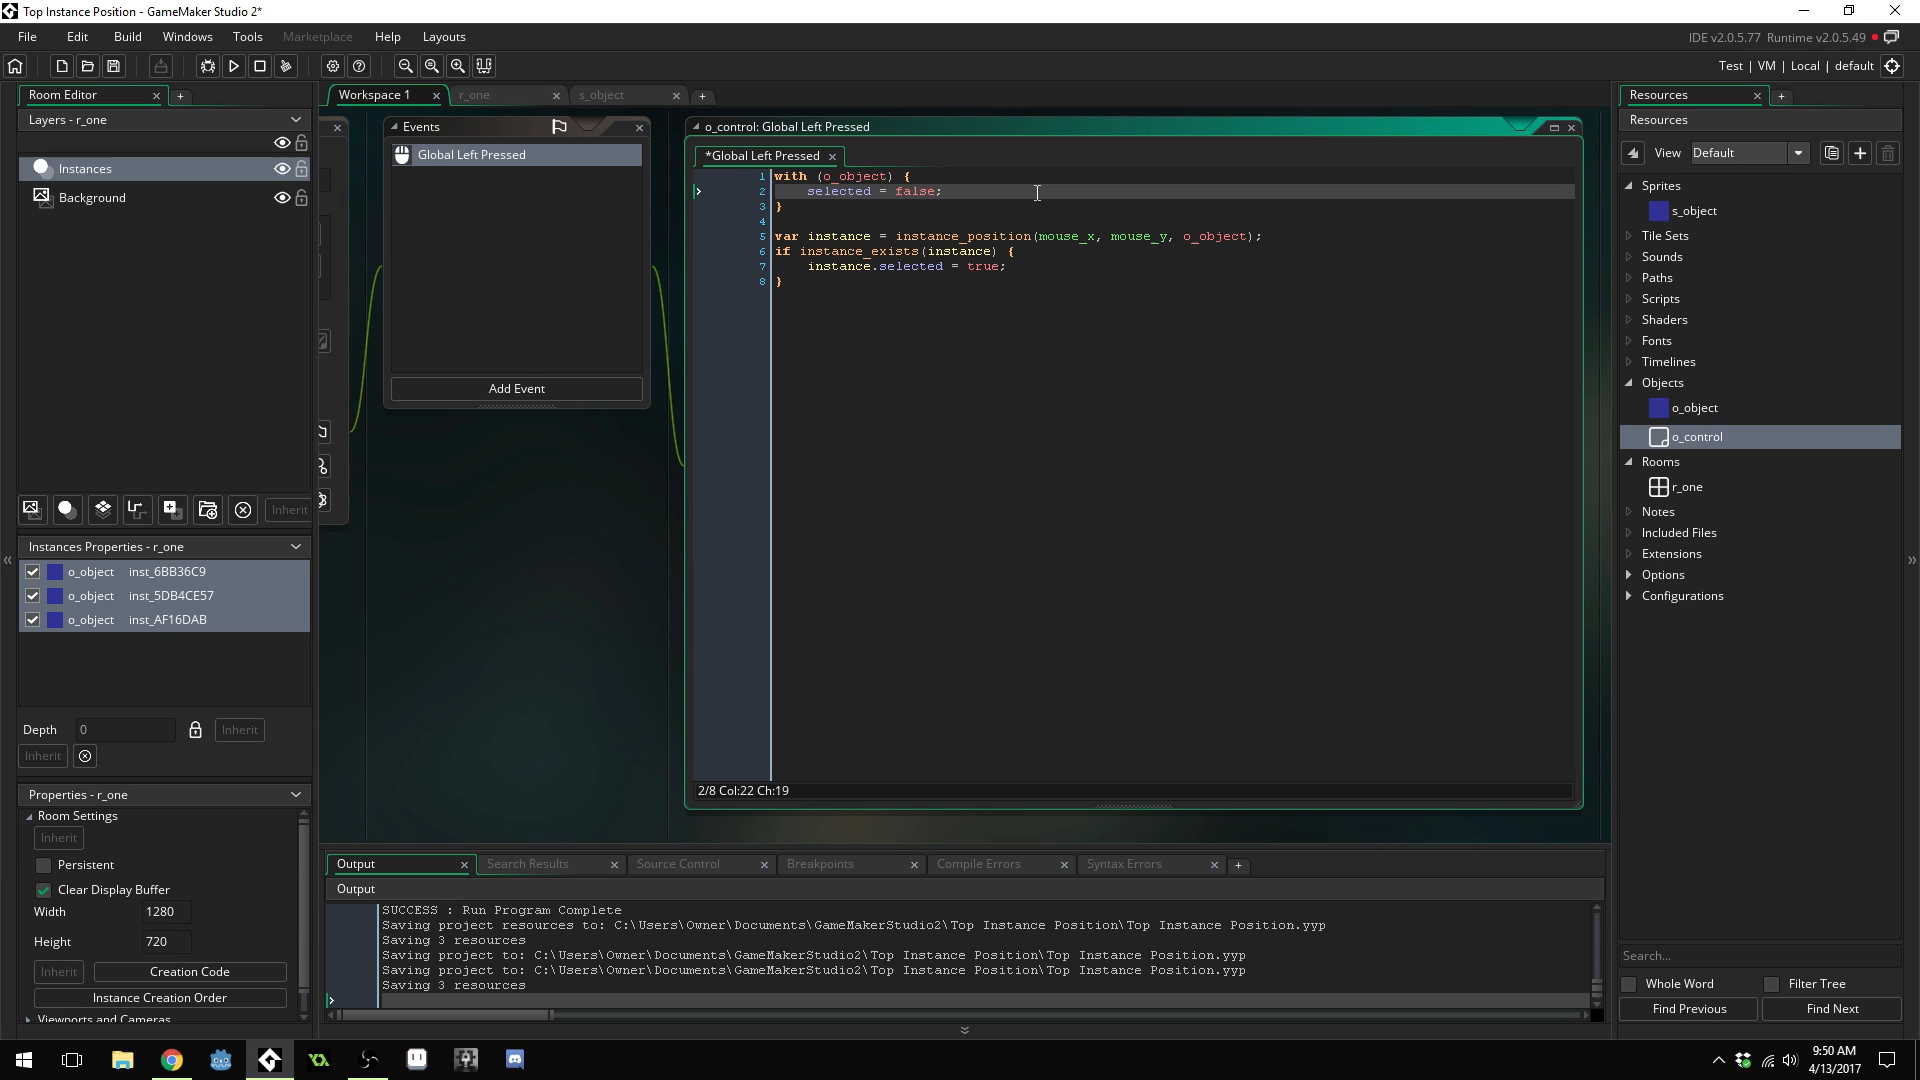 Top Instance Position - GameMaker Studio 2*
File Edit Build Windows Tools Marketplace Help Layouts
IDE v2.0.5.77 Runtime v2.0.5.49
Test | VM | Local | default
Room Editor
Layers - r_one
Instances
Background
Inherit
Instances Properties - r_one
o_object inst_6BB36C9
o_object inst_5DB4CE57
o_object inst_AF16DAB
Depth 0 Inherit
Inherit
Properties - r_one
Room Settings
Inherit
Persistent
Clear Display Buffer
Width 1280
Height 720
Inherit Creation Code
Instance Creation Order
Viewports and Cameras
Workspace 1 r_one s_object
Events
Global Left Pressed
Add Event
o_control: Global Left Pressed
*Global Left Pressed
1 with (o_object) {
2 selected = false;
3 }
4
5 var instance = instance_position(mouse_x, mouse_y, o_object);
6 if instance_exists(instance) {
7 instance.selected = true;
8 }
2/8 Col:22 Ch:19
Output Search Results Source Control Breakpoints Compile Errors Syntax Errors
Output
SUCCESS : Run Program Complete
Saving project resources to: C:\Users\Owner\Documents\GameMakerStudio2\Top Instance Position\Top Instance Position.yyp
Saving 3 resources
Saving project to: C:\Users\Owner\Documents\GameMakerStudio2\Top Instance Position\Top Instance Position.yyp
Saving project to: C:\Users\Owner\Documents\GameMakerStudio2\Top Instance Position\Top Instance Position.yyp
Saving 3 resources
Resources
Resources
View Default
Sprites
s_object
Tile Sets
Sounds
Paths
Scripts
Shaders
Fonts
Timelines
Objects
o_object
o_control
Rooms
r_one
Notes
Included Files
Extensions
Options
Configurations
Search...
Whole Word Filter Tree
Find Previous Find Next
9:50 AM
4/13/2017